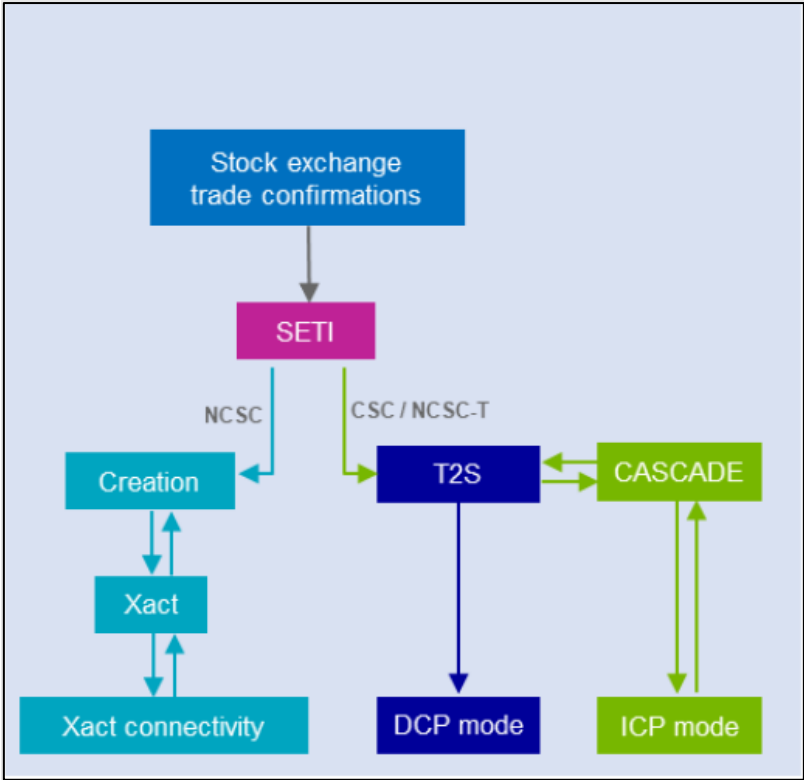 Stock exchange
trade confirmations
SETI
NCSC
CSC / NCSC-T
Creation
T2S
CASCADE
Xact
Xact connectivity
DCP mode
ICP mode